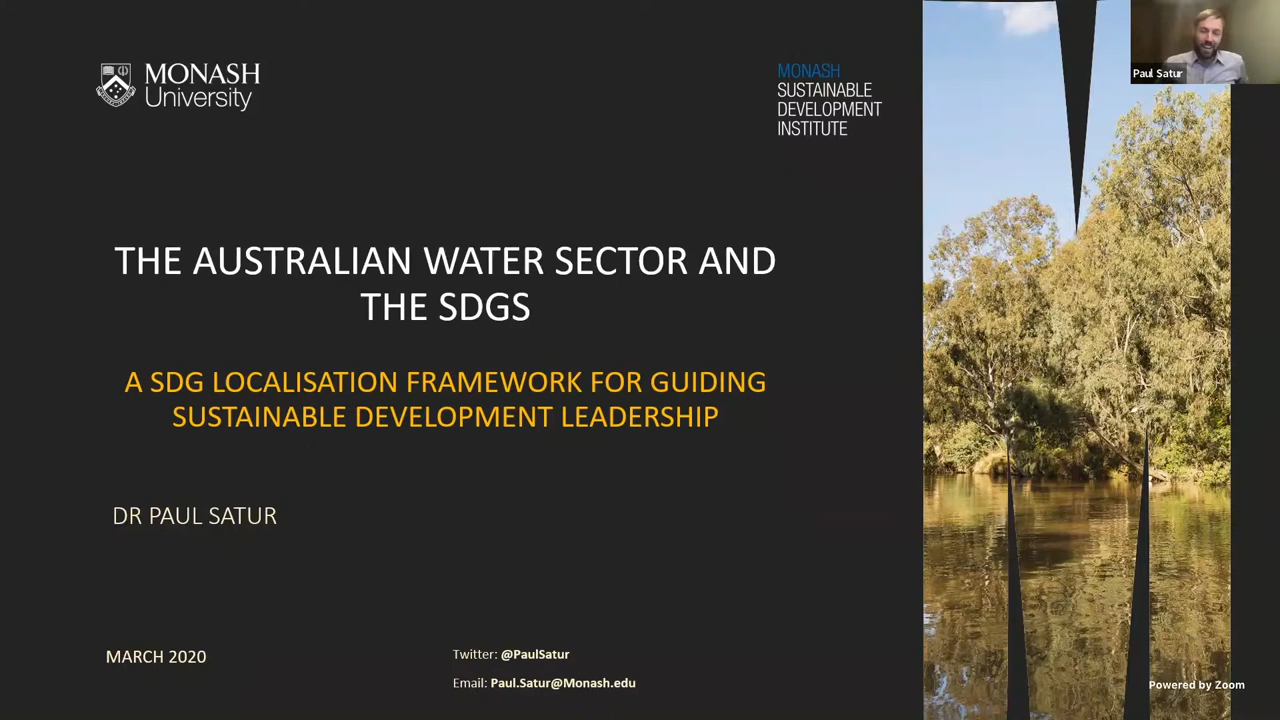 MONASH
University
MONASH
SUSTAINABLE
DEVELOPMENT
INSTITUTE
Paul Satur
THE AUSTRALIAN WATER SECTOR AND
THE SDGS
A SDG LOCALISATION FRAMEWORK FOR GUIDING
SUSTAINABLE DEVELOPMENT LEADERSHIP
DR PAUL SATUR
MARCH 2020
Twitter: @PaulSatur
Email: Paul.Satur@Monash.edu
Powered by Zoom